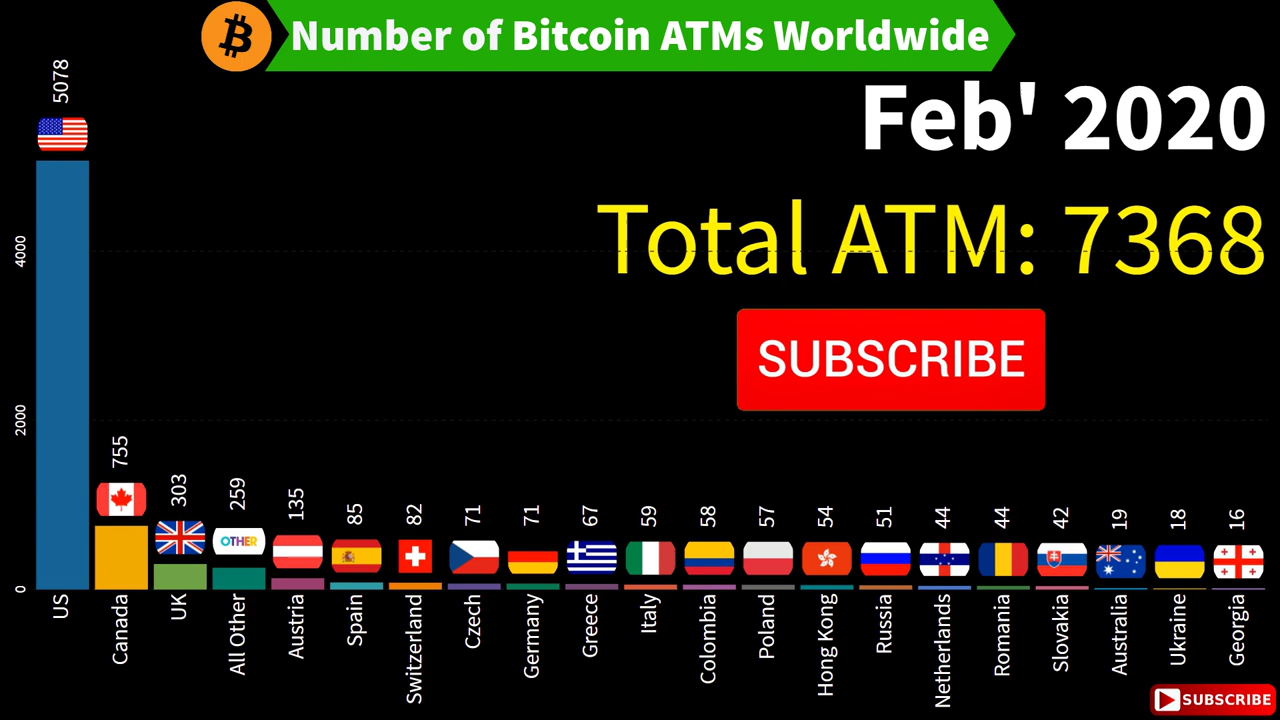 Number of Bitcoin ATMs Worldwide
Feb' 2020
Total ATM: 7368
SUBSCRIBE
5078
755
303
OTHER
259
135
85
82
71
71
67
59
58
57
54
51
44
44
42
19
18
16
4000
2000
0
US
Canada
UK
All Other
Austria
Spain
Switzerland
Czech
Germany
Greece
Italy
Colombia
Poland
Hong Kong
Russia
Netherlands
Romania
Slovakia
Australia
Ukraine
Georgia
SUBSCRIBE